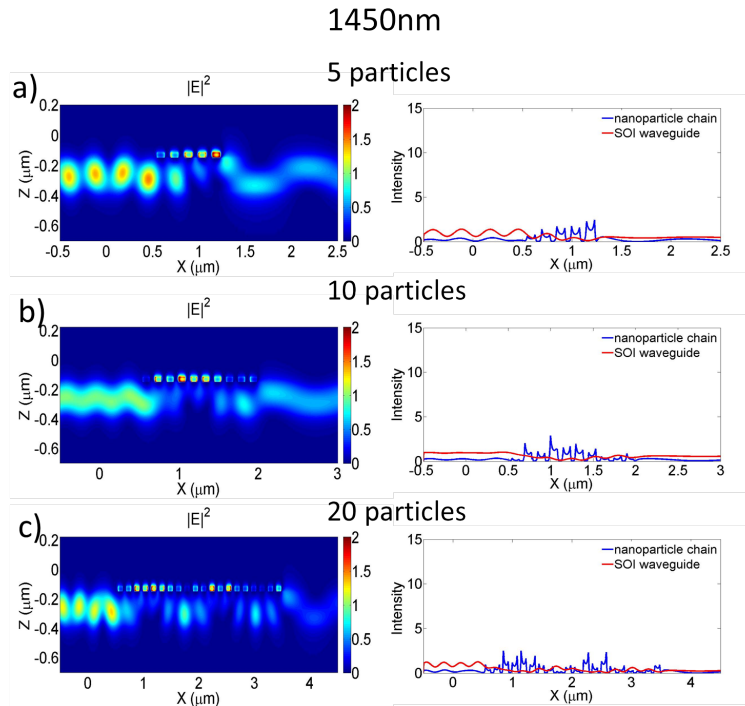 1450nm
5 particles
a)
|E|²
0.2
0
-0.2
-0.4
-0.6
Z (μm)
-0.5 0 0.5 1 1.5 2 2.5
X (μm)
2
1.5
1
0.5
0
15
10
5
0
Intensity
nanoparticle chain
SOI waveguide
-0.5 0 0.5 1 1.5 2 2.5
X (μm)
10 particles
b)
|E|²
0.2
0
-0.2
-0.4
-0.6
Z (μm)
0 1 2 3
X (μm)
2
1.5
1
0.5
0
15
10
5
0
Intensity
nanoparticle chain
SOI waveguide
-0.5 0 0.5 1 1.5 2 2.5 3
X (μm)
20 particles
c)
|E|²
0.2
0
-0.2
-0.4
-0.6
Z (μm)
0 1 2 3 4
X (μm)
2
1.5
1
0.5
0
15
10
5
0
Intensity
nanoparticle chain
SOI waveguide
0 1 2 3 4
X (μm)